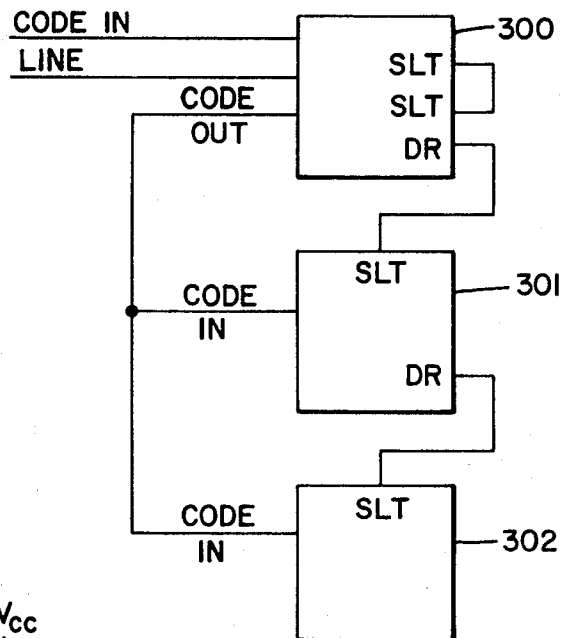 CODE IN
300
LINE
SLT
CODE
OUT
SLT
DR
SLT
301
CODE
IN
DR
SLT
CODE
IN
302
VCC